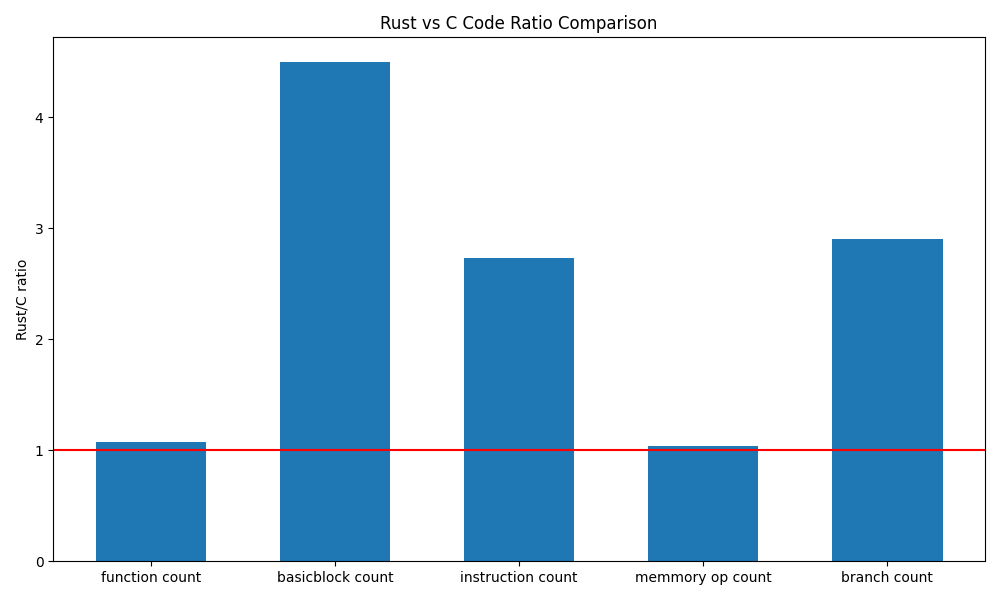 Rust vs C Code Ratio Comparison
Rust/C ratio
4
3
2
1
0
function count
basicblock count
instruction count
memmory op count
branch count